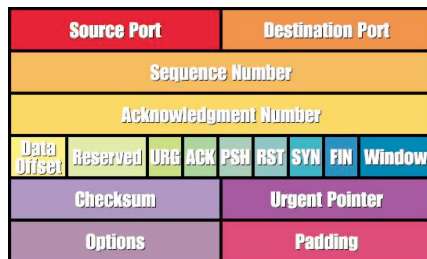 Source Port Destination Port
Sequence Number
Acknowledgment Number
Data Offset Reserved URG ACK PSH RST SYN FIN Window
Checksum Urgent Pointer
Options Padding